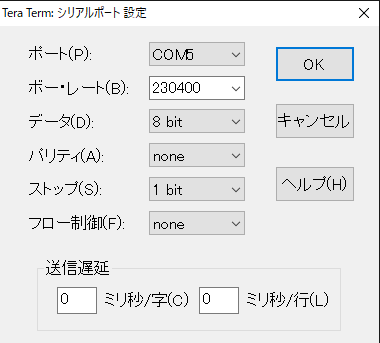 Tera Term: シリアルポート 設定
ポート(P): COM5 OK
ボー・レート(B): 230400
データ(D): 8 bit キャンセル
パリティ(A): none
ストップ(S): 1 bit ヘルプ(H)
フロー制御(F): none
送信遅延
0 ミリ秒/字(C) 0 ミリ秒/行(L)